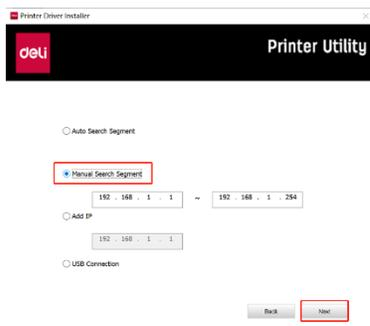 Printer Driver Installer
deli
Printer Utility
Auto Search Segment
Manual Search Segment
192 . 168 . 1 . 1 ~ 192 . 168 . 1 . 254
Add IP
192 . 168 . 1 . 1
USB Connection
Back Next